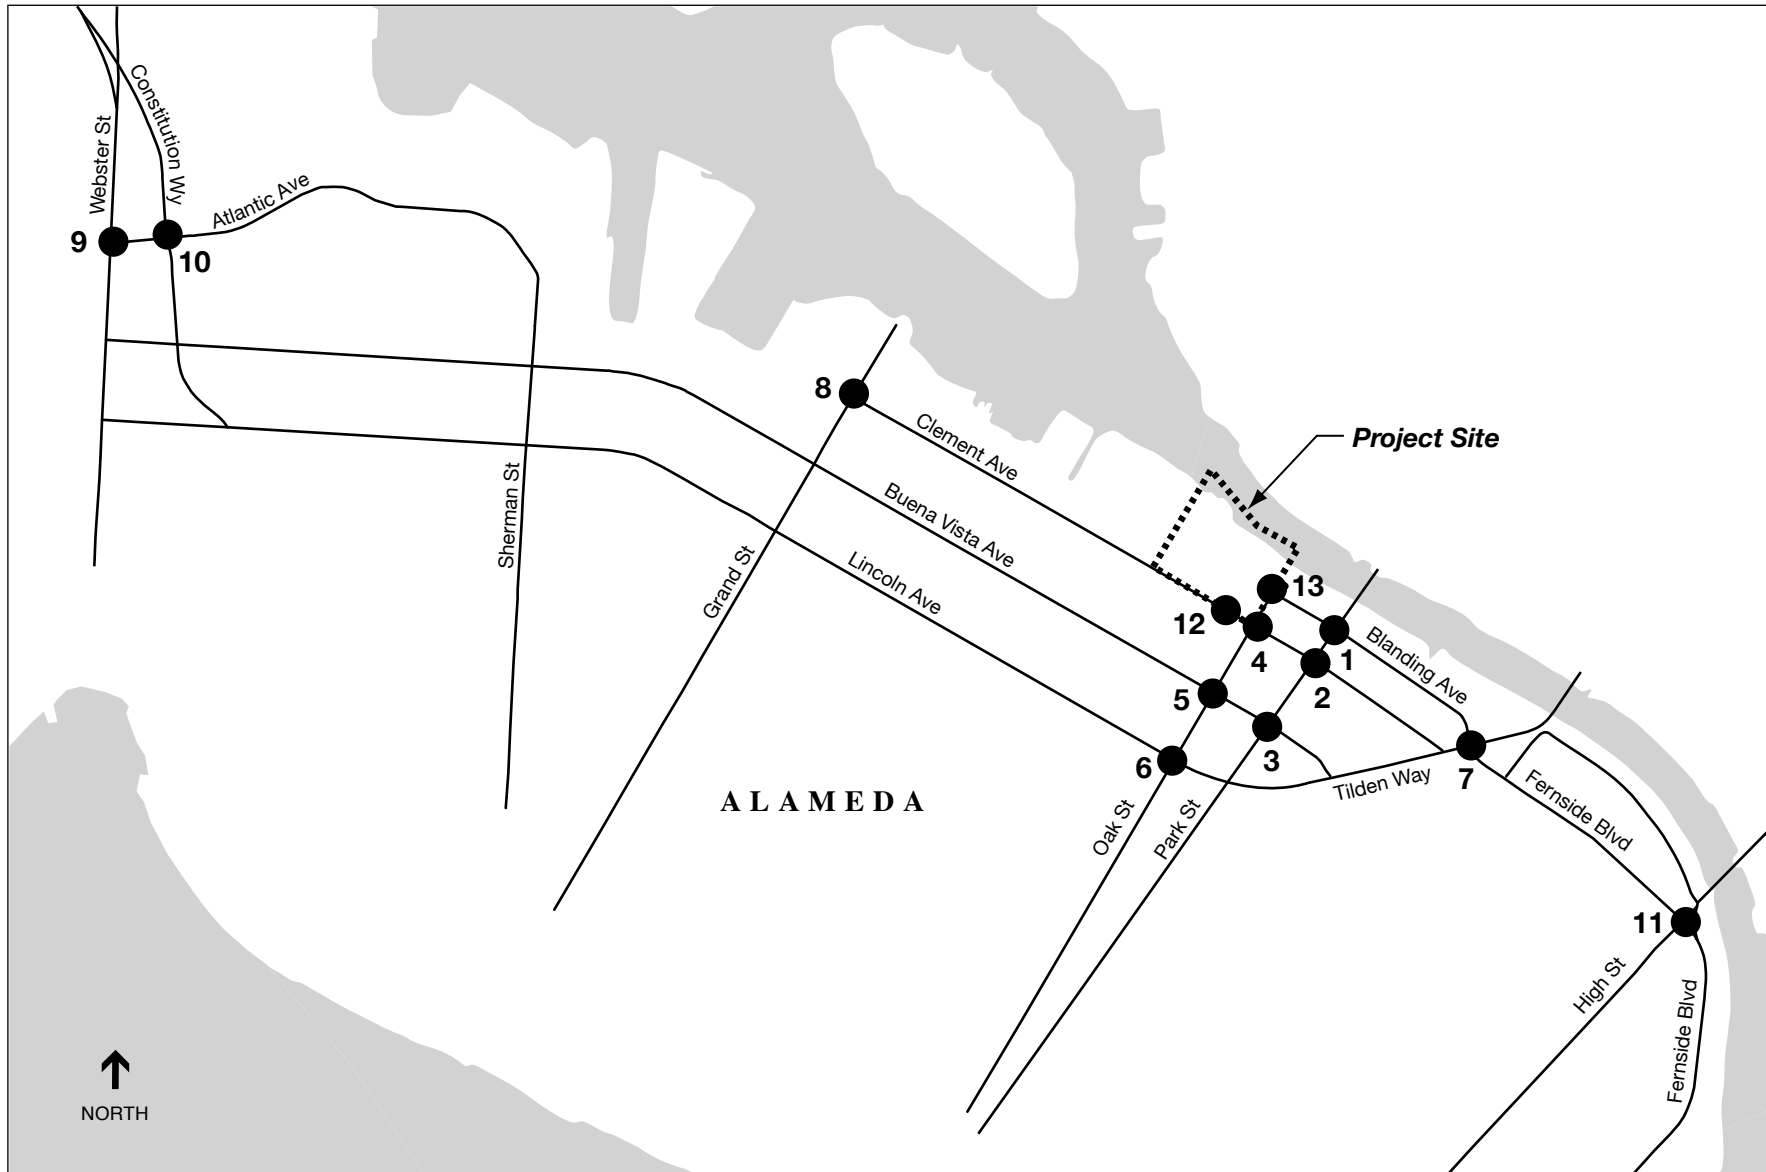 Constitution Wy
Webster St
Atlantic Ave
9
10
8
Clement Ave
Project Site
Buena Vista Ave
Sherman St
Grand St
Lincoln Ave
13
12
4
1
Blanding Ave
2
5
3
6
7
Tilden Way
ALAMEDA
Oak St
Park St
Fernside Blvd
11
High St
Fernside Blvd
NORTH